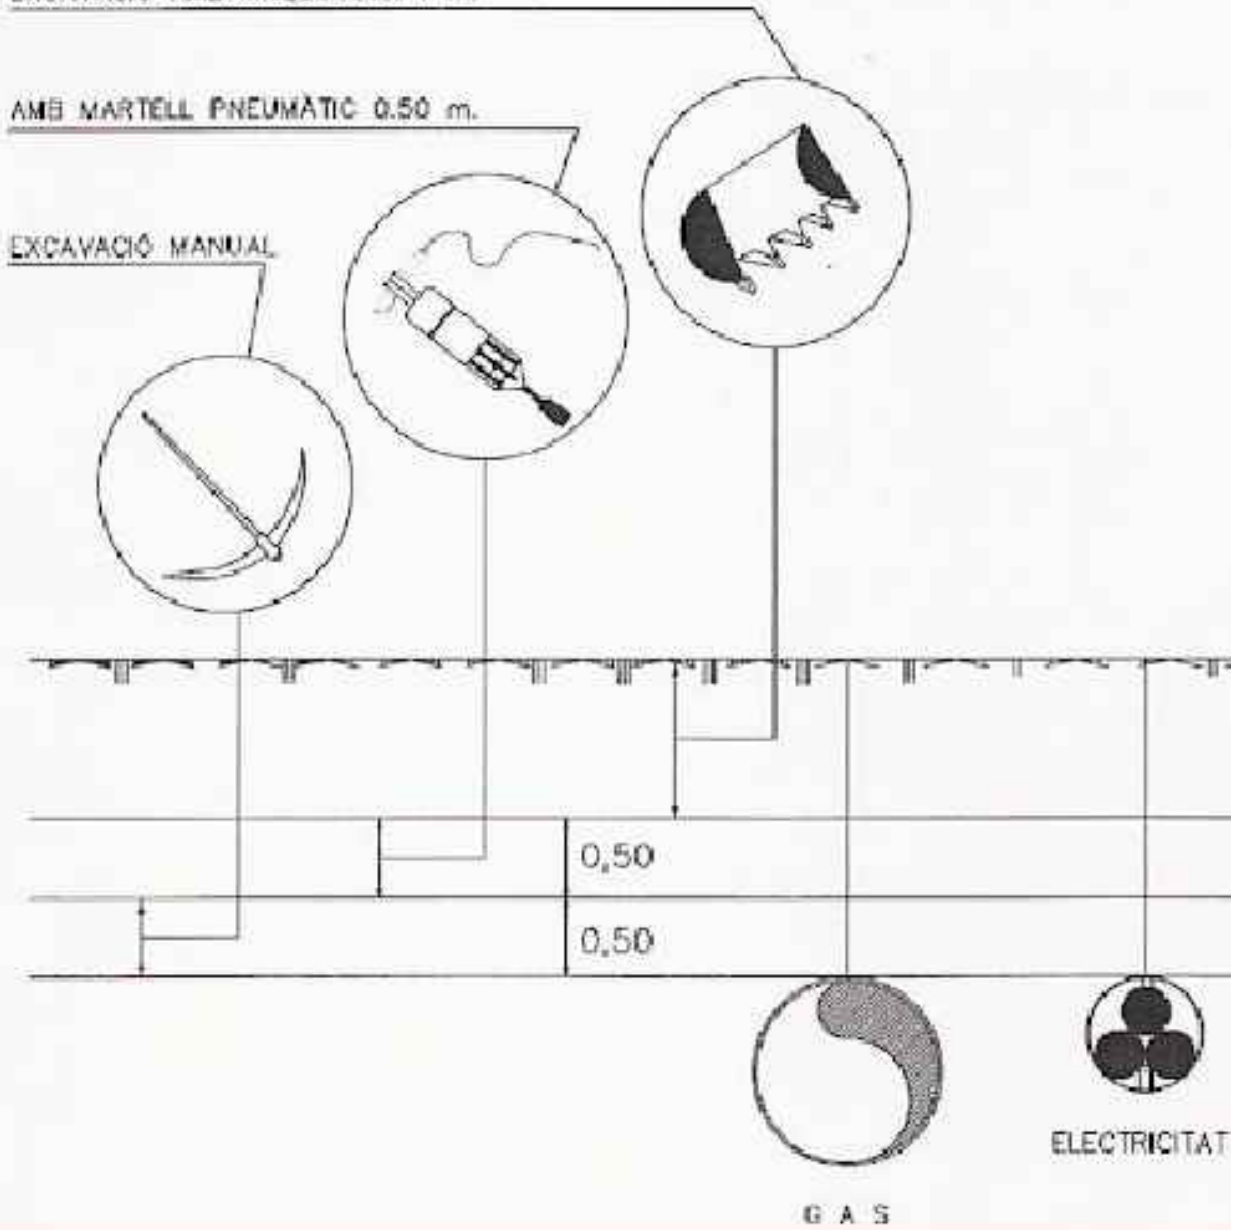 AMB MARTELL PNEUMÀTIC 0.50 m.
EXCAVACIÓ MANUAL
0,50
0,50
ELECTRICITAT
GAS